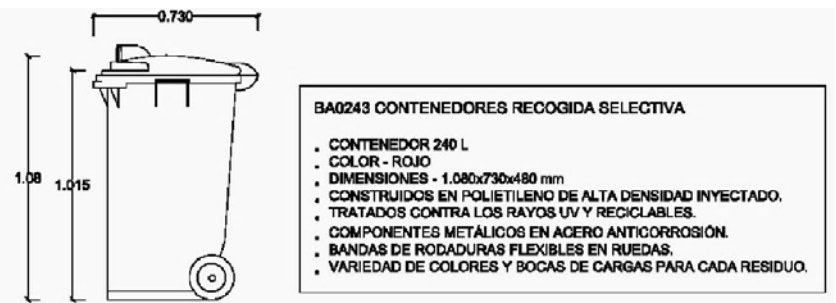 0.730
1.08
1.015
BA0243 CONTENEDORES RECOGIDA SELECTIVA
. CONTENEDOR 240 L
. COLOR - ROJO
. DIMENSIONES - 1.080x730x480 mm
. CONSTRUIDOS EN POLIETILENO DE ALTA DENSIDAD INYECTADO.
. TRATADOS CONTRA LOS RAYOS UV Y RECICLABLES.
. COMPONENTES METÁLICOS EN ACERO ANTICORROSIÓN.
. BANDAS DE RODADURAS FLEXIBLES EN RUEDAS.
. VARIEDAD DE COLORES Y BOCAS DE CARGAS PARA CADA RESIDUO.